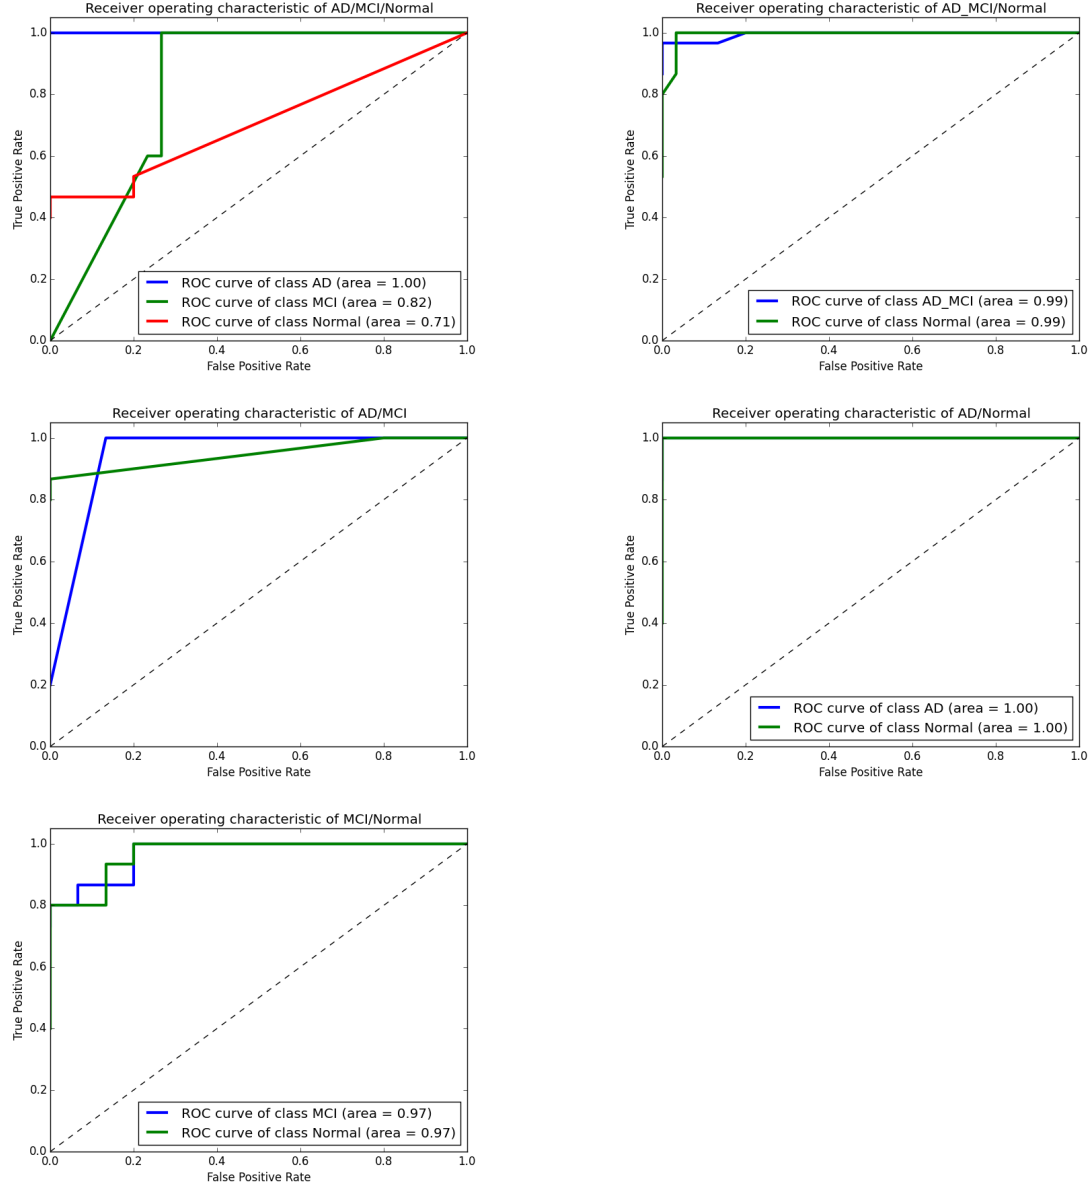 Receiver operating characteristic of AD/MCI/Normal
1.0
0.8
0.6
0.4
0.2
0.0
True Positive Rate
ROC curve of class AD (area = 1.00)
ROC curve of class MCI (area = 0.82)
ROC curve of class Normal (area = 0.71)
0.0 0.2 0.4 0.6 0.8 1.0
False Positive Rate
Receiver operating characteristic of AD_MCI/Normal
1.0
0.8
0.6
0.4
0.2
0.0
True Positive Rate
ROC curve of class AD_MCI (area = 0.99)
ROC curve of class Normal (area = 0.99)
0.0 0.2 0.4 0.6 0.8 1.0
False Positive Rate
Receiver operating characteristic of AD/MCI
1.0
0.8
0.6
0.4
0.2
0.0
True Positive Rate
0.0 0.2 0.4 0.6 0.8 1.0
False Positive Rate
Receiver operating characteristic of AD/Normal
1.0
0.8
0.6
0.4
0.2
0.0
True Positive Rate
ROC curve of class AD (area = 1.00)
ROC curve of class Normal (area = 1.00)
0.0 0.2 0.4 0.6 0.8 1.0
False Positive Rate
Receiver operating characteristic of MCI/Normal
1.0
0.8
0.6
0.4
0.2
0.0
True Positive Rate
ROC curve of class MCI (area = 0.97)
ROC curve of class Normal (area = 0.97)
0.0 0.2 0.4 0.6 0.8 1.0
False Positive Rate